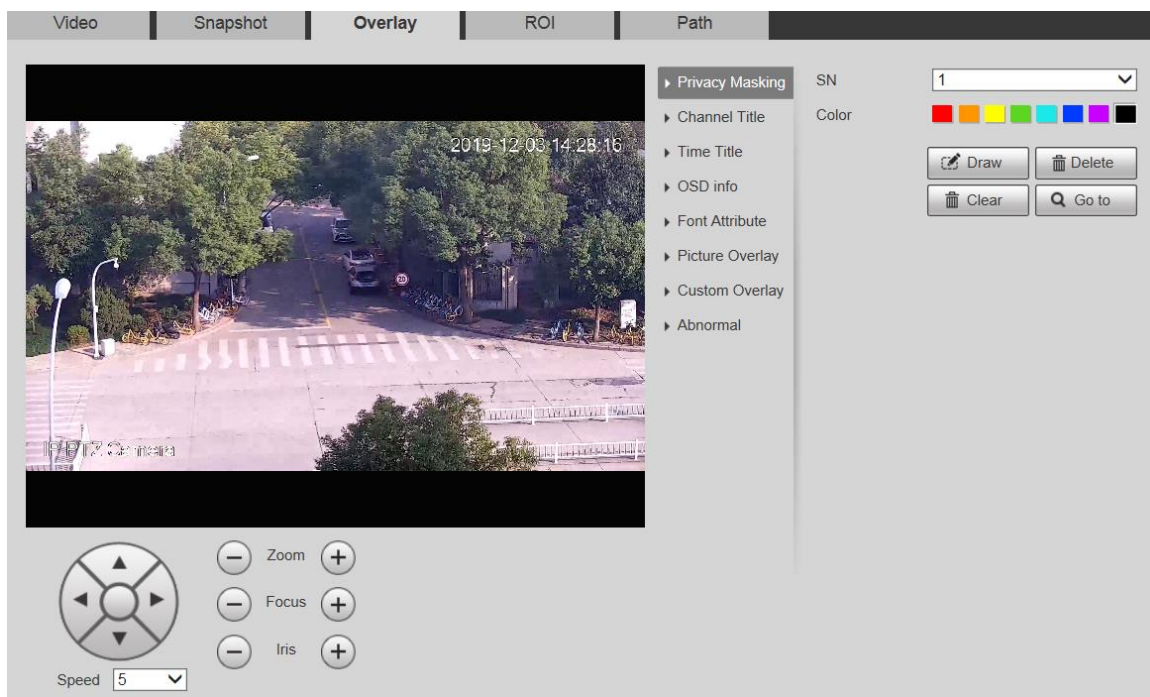 Video Snapshot Overlay ROI Path
2019-12-03 14:28:16
20
IP PTZ Camera
Privacy Masking
Channel Title
Time Title
OSD info
Font Attribute
Picture Overlay
Custom Overlay
Abnormal
SN 1
Color
Draw Delete
Clear Go to
Zoom
Focus
Iris
Speed 5